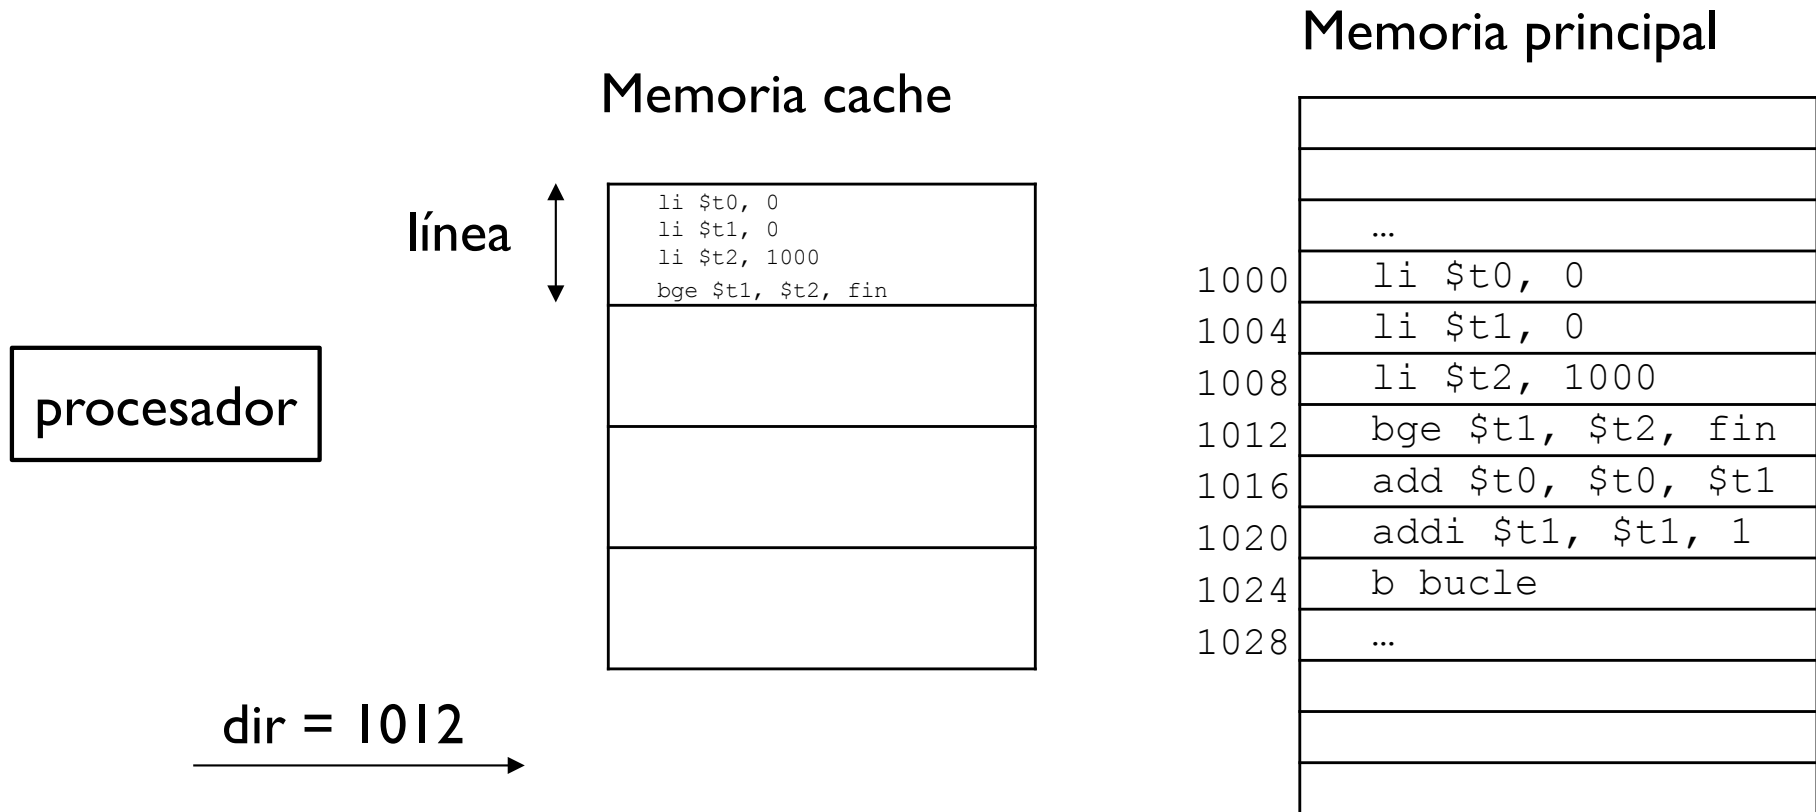 Memoria principal
Memoria cache
línea
li $t0, 0
li $t1, 0
li $t2, 1000
bge $t1, $t2, fin
procesador
dir = 1012
…
1000 li $t0, 0
1004 li $t1, 0
1008 li $t2, 1000
1012 bge $t1, $t2, fin
1016 add $t0, $t0, $t1
1020 addi $t1, $t1, 1
1024 b bucle
1028 …